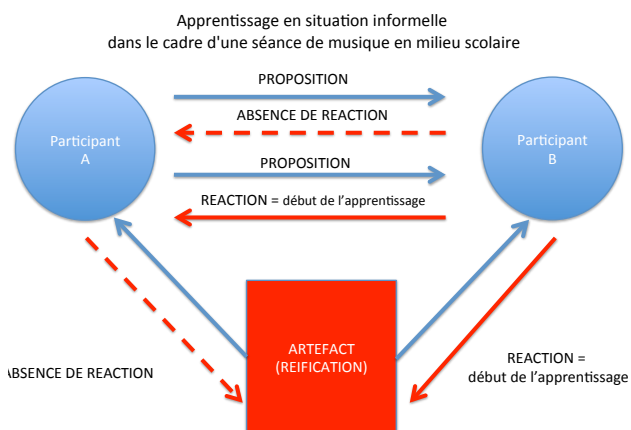 Apprentissage en situation informelle
dans le cadre d'une séance de musique en milieu scolaire
PROPOSITION
ABSENCE DE REACTION
Participant
A
Participant
B
PROPOSITION
REACTION = début de l'apprentissage
ARTEFACT
(REIFICATION)
ABSENCE DE REACTION
REACTION =
début de l'apprentissage